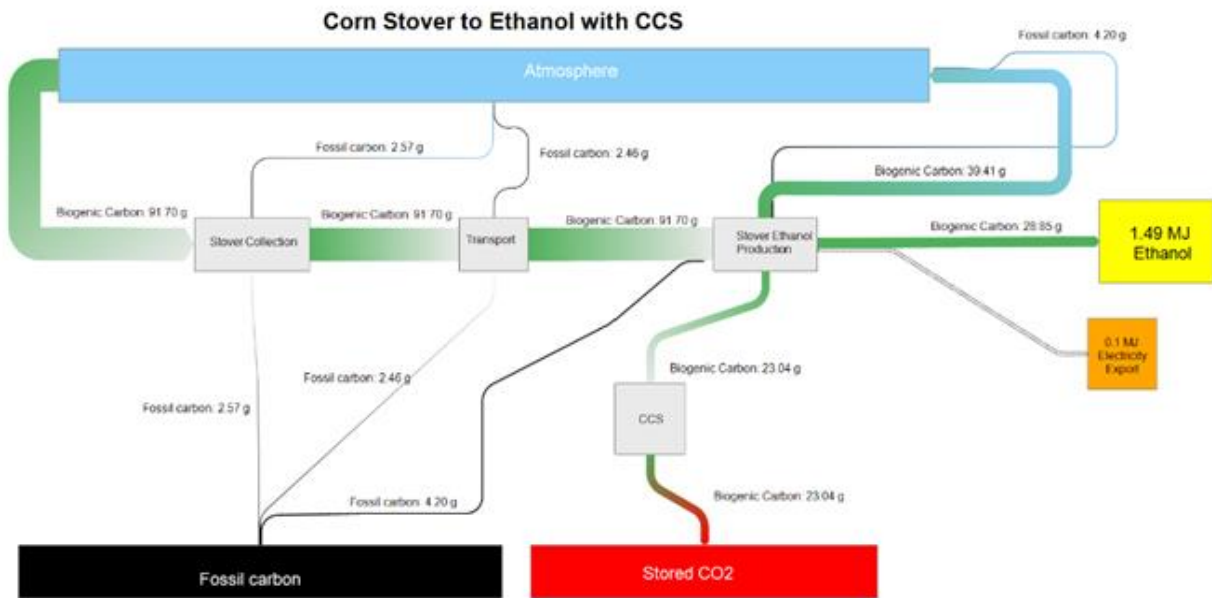 Corn Stover to Ethanol with CCS
Fossil carbon: 4.20 g
Atmosphere
Fossil carbon: 2.57 g
Fossil carbon: 2.46 g
Biogenic Carbon: 39.41 g
Biogenic Carbon: 91.70 g
Biogenic Carbon: 91.70 g
Biogenic Carbon: 91.70 g
Stover Collection
Transport
Stover Ethanol
Production
Biogenic Carbon: 28.85 g
1.49 MJ
Ethanol
0.1 MJ
Electricity
Export
Biogenic Carbon: 23.04 g
Fossil carbon: 2.46 g
Fossil carbon: 2.57 g
CCS
Fossil carbon: 4.20 g
Biogenic Carbon: 23.04 g
Fossil carbon
Stored CO2